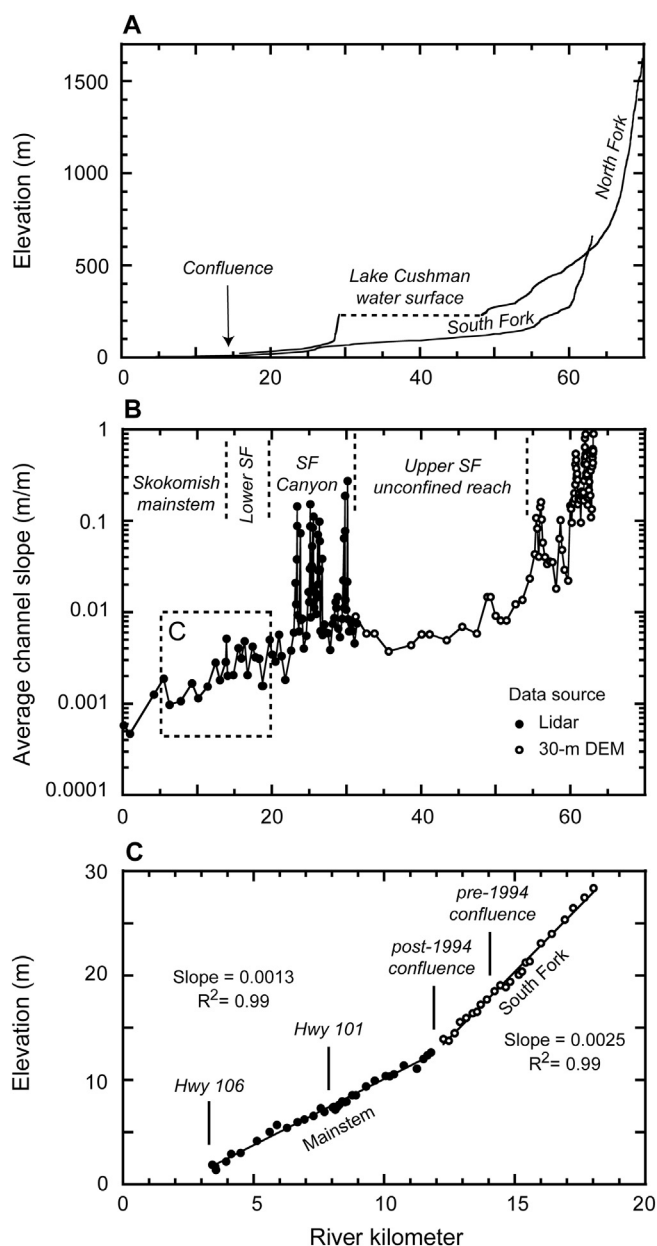 A
1500
1000
500
0
Elevation (m)
North Fork
Confluence
Lake Cushman
water surface
South Fork
0
20
40
60
B
1
0.1
0.01
0.001
0.0001
Average channel slope (m/m)
Skokomish
mainstem
Lower SF
SF
Canyon
Upper SF
unconfined reach
C
Data source
Lidar
30-m DEM
0
20
40
60
C
30
20
10
0
Elevation (m)
pre-1994
confluence
post-1994
confluence
Slope = 0.0013
R2= 0.99
South Fork
Hwy 101
Slope = 0.0025
R2= 0.99
Hwy 106
Mainstem
0
5
10
15
20
River kilometer